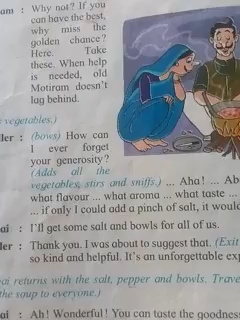 am : Why not? If you
can have the best,
why miss the
golden chance?
Here. Take
these. When help
is needed, old
Motiram doesn't
lag behind.
vegetables.)
ller : (bows) How can
I ever forget
your generosity?
(Adds all the
vegetables, stirs and sniffs.) ... Aha! ... Ab
what flavour ... what aroma ... what taste ...
... if only I could add a pinch of salt, it would
ai : I'll get some salt and bowls for all of us.
ler : Thank you. I was about to suggest that. (Exit
so kind and helpful. It's an unforgettable exp
ai returns with the salt, pepper and bowls. Trave
the soup to everyone.)
ai : Ah! Wonderful! You can taste the goodness